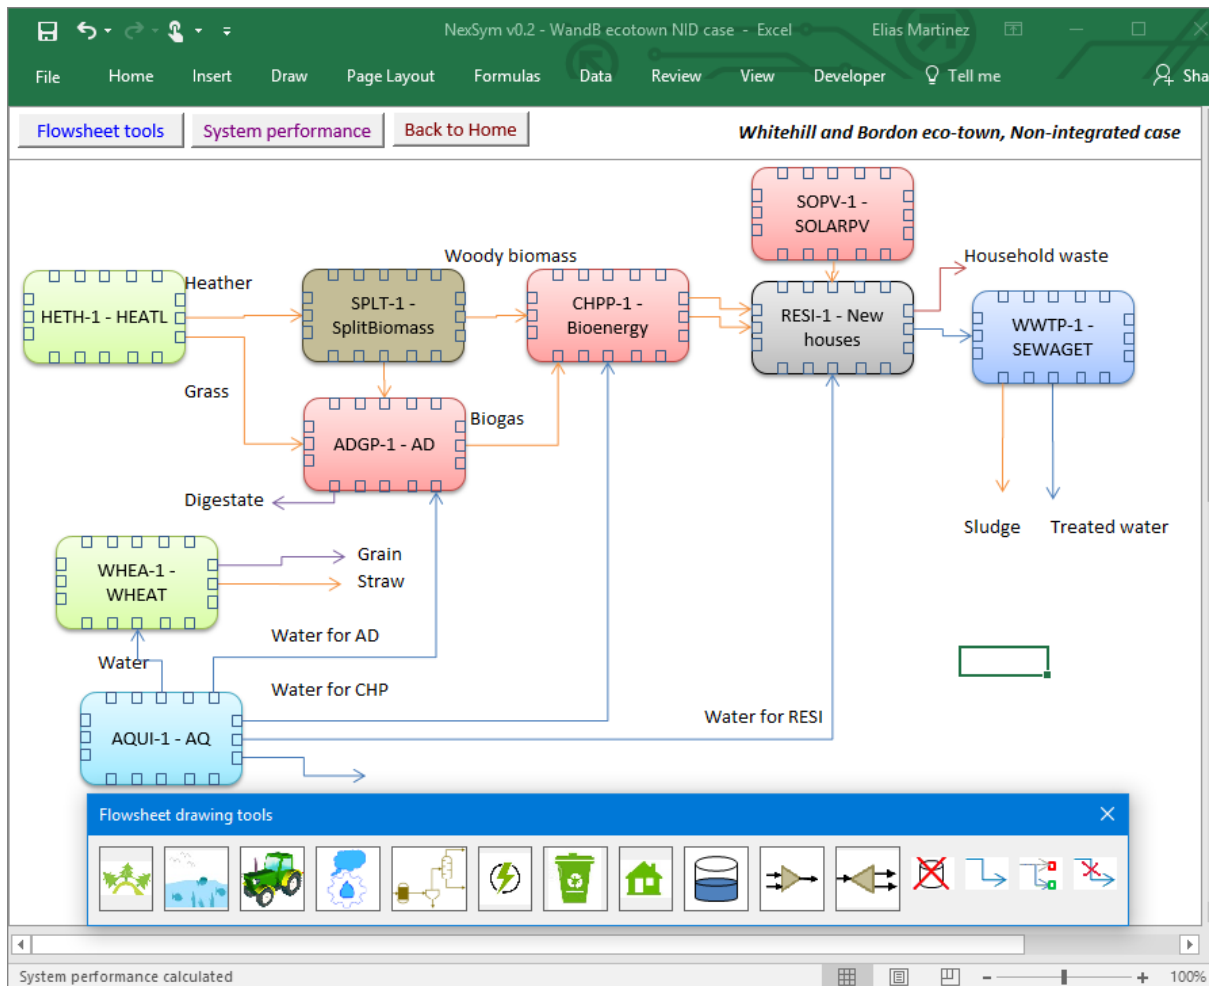 NexSym v0.2 - WandB ecotown NID case - Excel
Elias Martinez
File Home Insert Draw Page Layout Formulas Data Review View Developer Tell me Sha
Flowsheet tools System performance Back to Home
Whitehill and Bordon eco-town, Non-integrated case
SOPV-1 -
SOLARPV
Woody biomass
Household waste
Heather
HETH-1 - HEATL
SPLT-1 -
SplitBiomass
CHPP-1 -
Bioenergy
RESI-1 - New
houses
WWTP-1 -
SEWAGET
Grass
Biogas
ADGP-1 - AD
Digestate
Sludge
Treated water
Grain
WHEA-1 -
WHEAT
Straw
Water for AD
Water
Water for CHP
Water for RESI
AQUI-1 - AQ
Flowsheet drawing tools
System performance calculated
100%